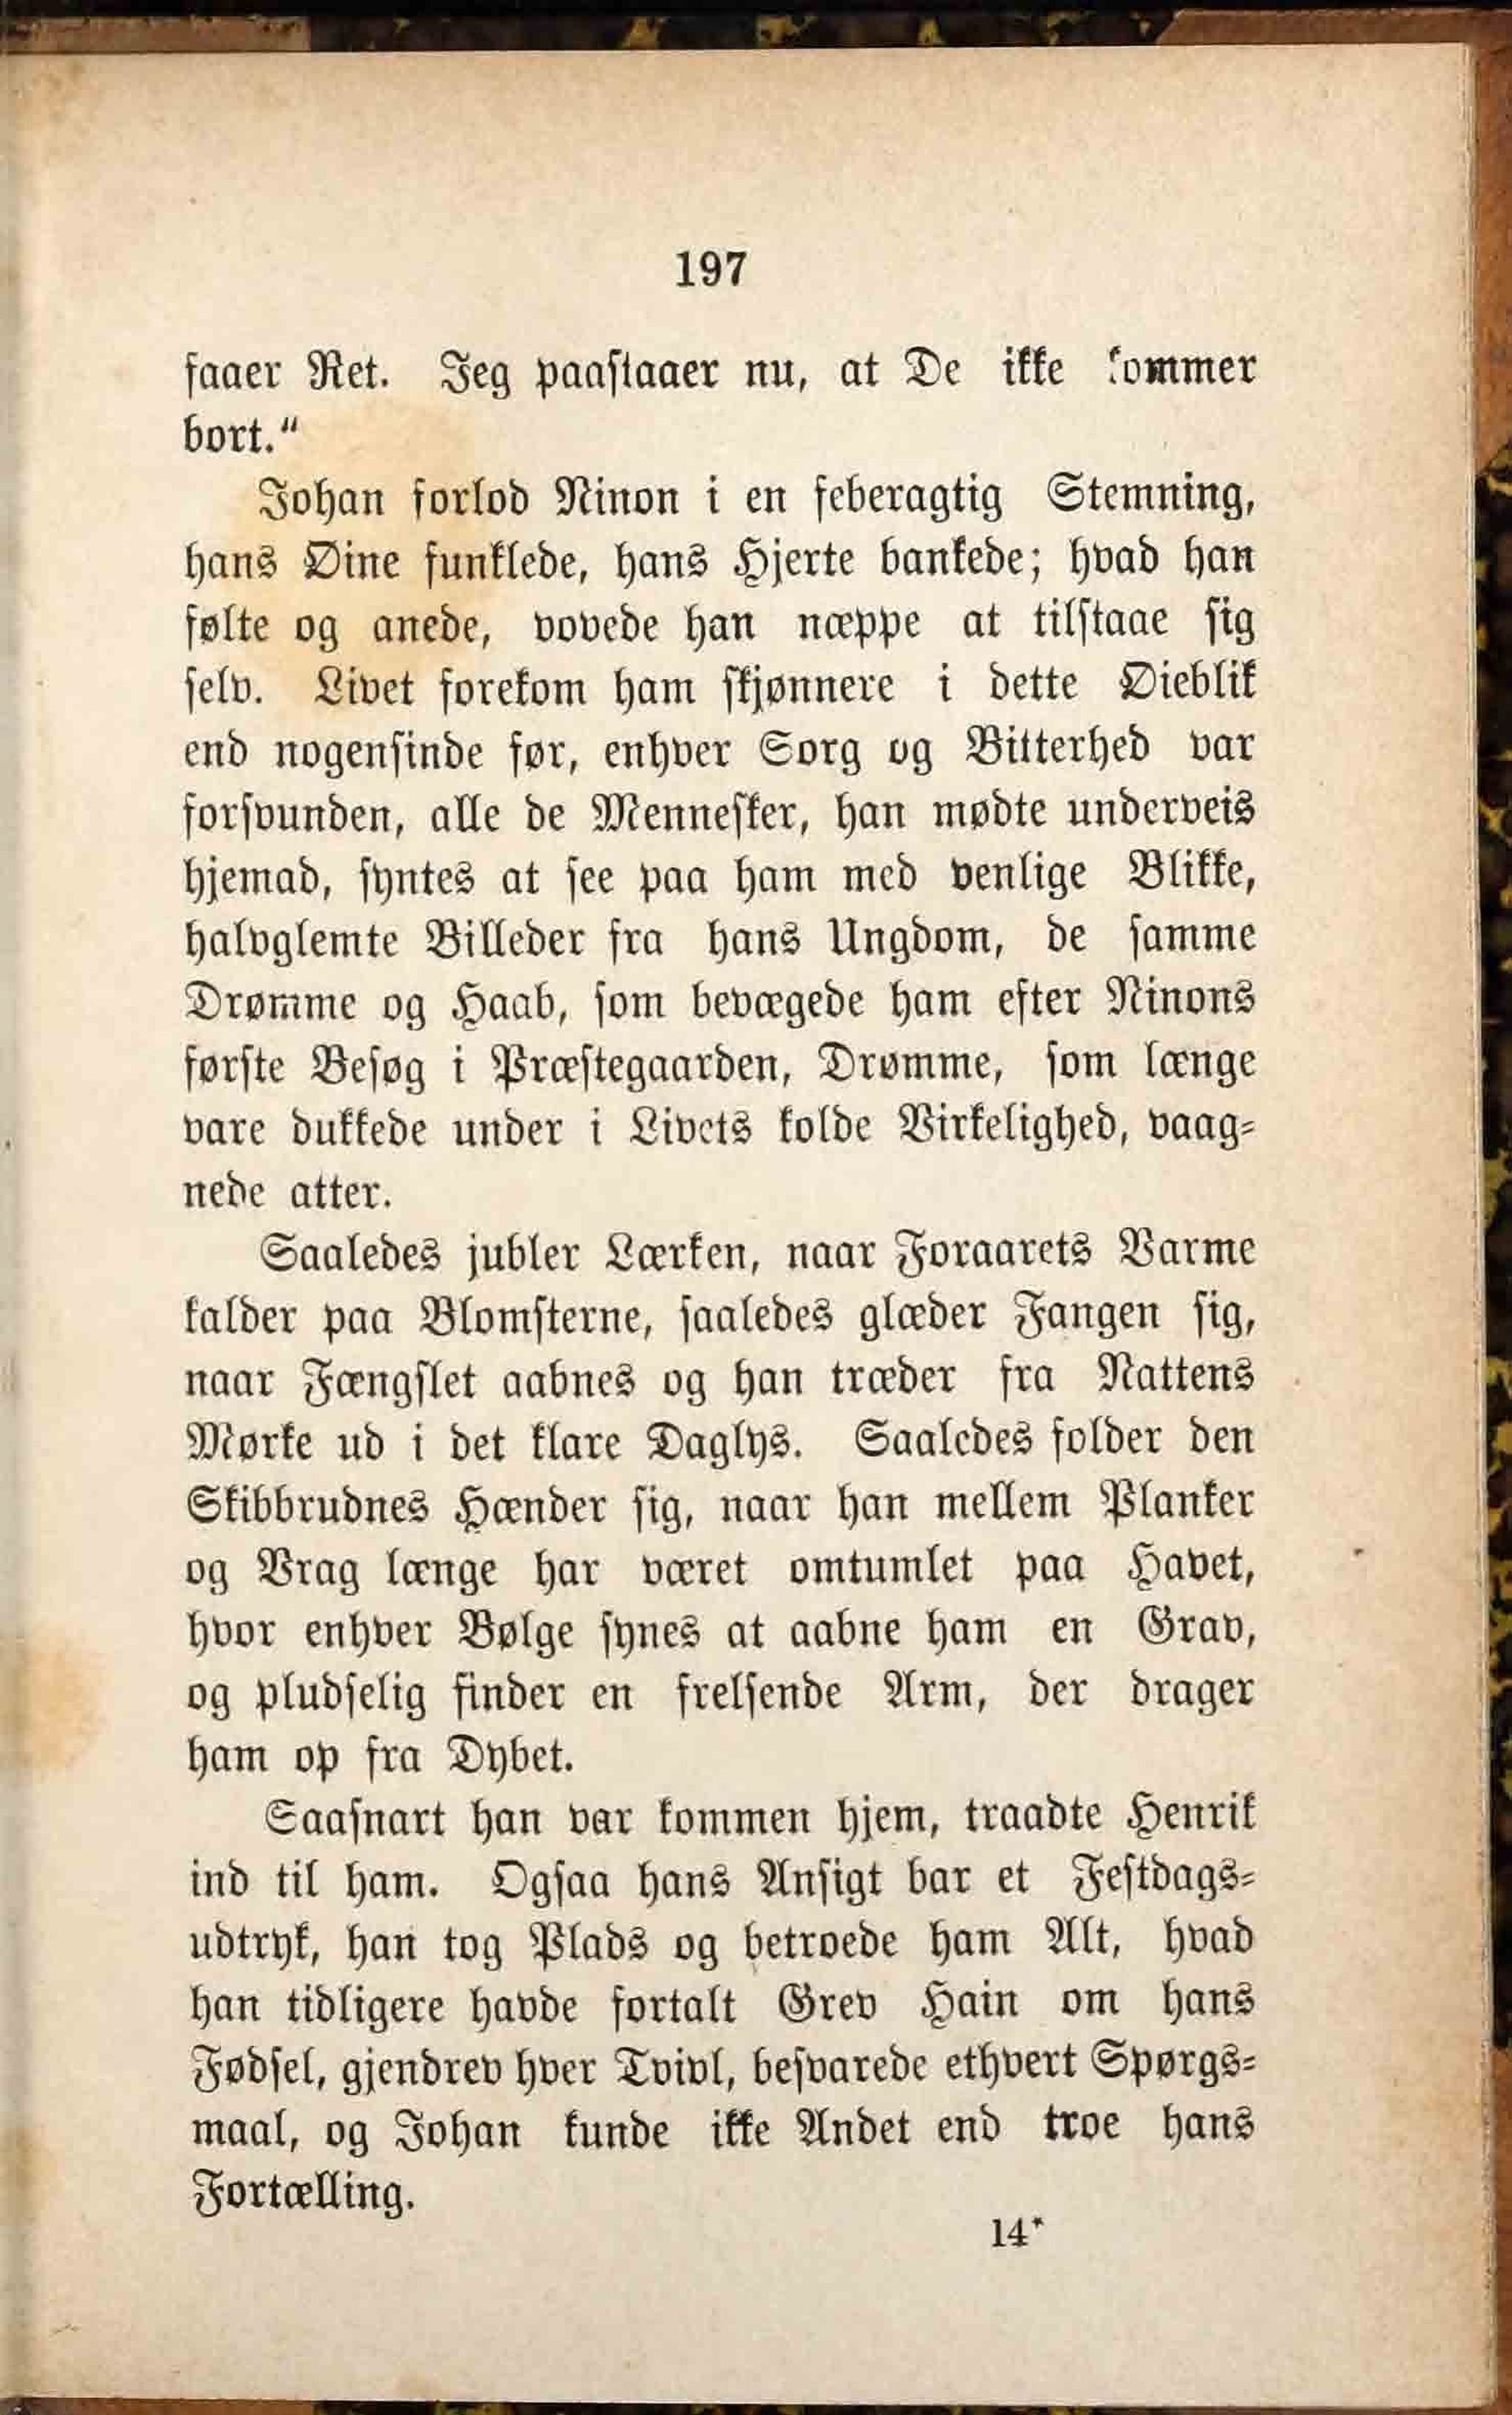 197
faaer Ret. Jeg paastaaer nu, at De ikke kommer
bort.“
Johan forlod Ninon i en feberagtig Stemning,
hans Øine funklede, hans Hjerte bankede; hvad han
følte og anede, vovede han næppe at tilstaae sig
selv. Livet forekom ham skjønnere i dette Øieblik
end nogensinde før, enhver Sorg og Bitterhed var
forsvunden, alle de Mennesker, han mødte underveis
hjemad, syntes at see paa ham med venlige Blikke,
halvglemte Billeder fra hans Ungdom, de samme
Drømme og Haab, som bevægede ham efter Ninons
første Besøg i Præstegaarden, Drømme, som længe
vare dukkede under i Livets kolde Virkelighed, vaag-
nede atter.
Saaledes jubler Lærken, naar Foraarets Varme
kalder paa Blomsterne, saaledes glæder Fangen sig,
naar Fængslet aabnes og han træder fra Nattens
Mørke ud i det klare Daglys. Saaledes folder den
Skibbrudnes Hænder sig, naar han mellem Planker
og Vrag længe har været omtumlet paa Havet,
hvor enhver Bølge synes at aabne ham en Grav,
og pludselig finder en frelsende Arm, der drager
ham op fra Dybet.
Saasnart han var kommen hjem, traadte Henrik
ind til ham. Ogsaa hans Ansigt bar et Festdags-
udtryk, han tog Plads og betroede ham Alt, hvad
han tidligere havde fortalt Grev Hain om hans
Fødsel, gjendrev hver Tvivl, besvarede ethvert Spørgs-
maal, og Johan kunde ikke Andet end troe hans
Fortælling.
14*